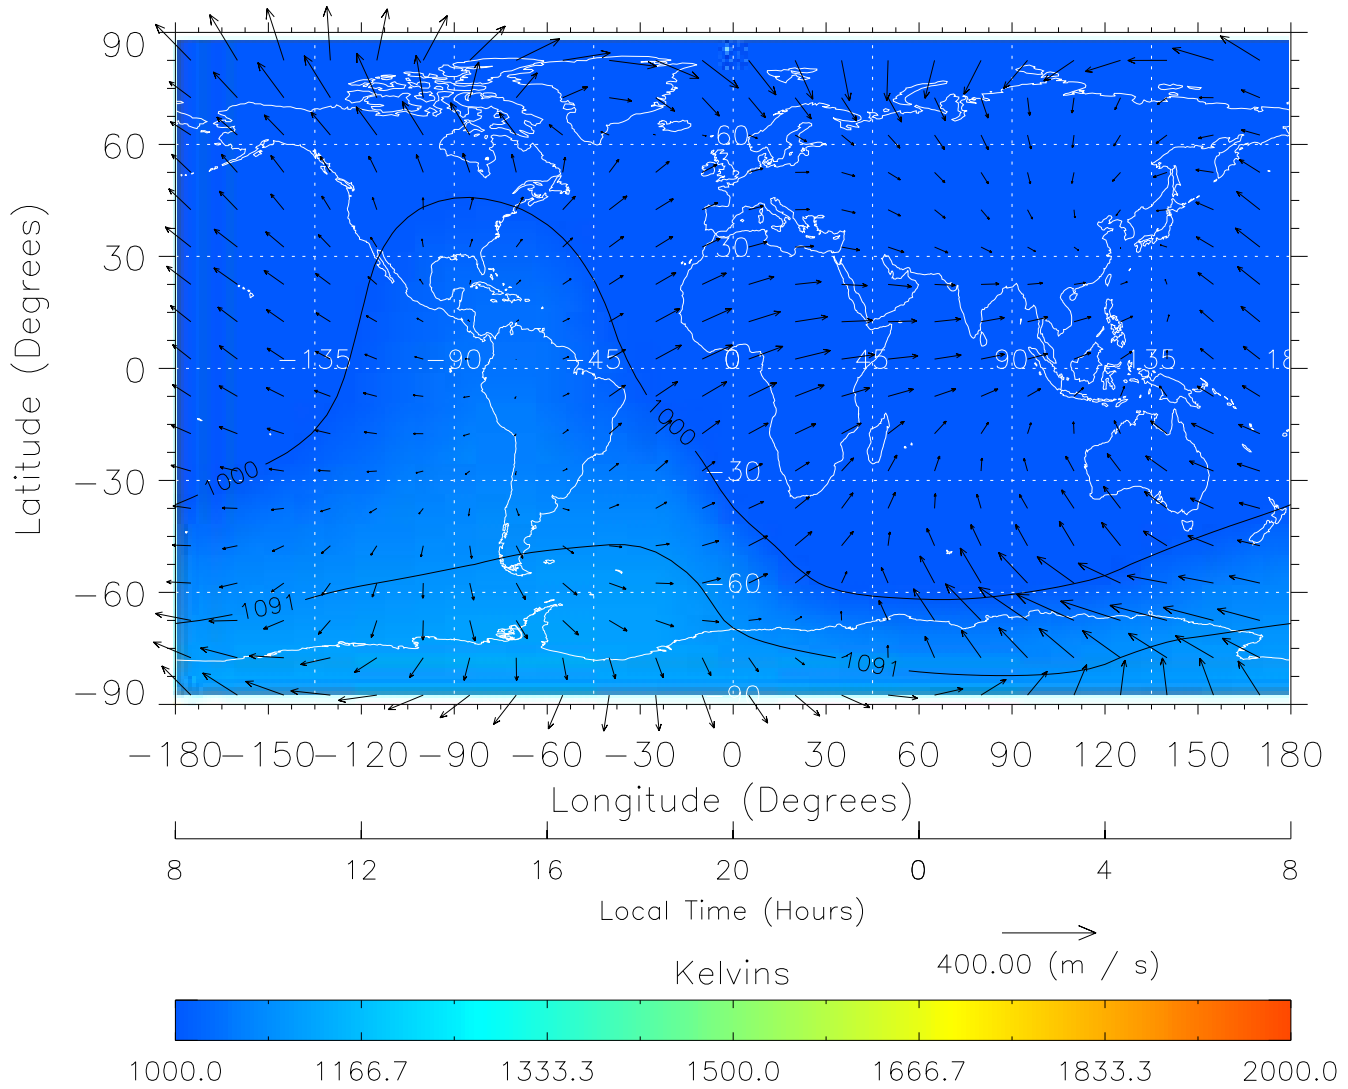 90
60
30
0
−30
−60
−90
Latitude (Degrees)
60
30
−135 −90 −45 0 45 90 135 18
−30
−60
90
1000
1000
1091
1091
−180 −150 −120 −90 −60 −30 0 30 60 90 120 150 180
Longitude (Degrees)
8 12 16 20 0 4 8
Local Time (Hours)
400.00 (m / s)
Kelvins
1000.0 1166.7 1333.3 1500.0 1666.7 1833.3 2000.0